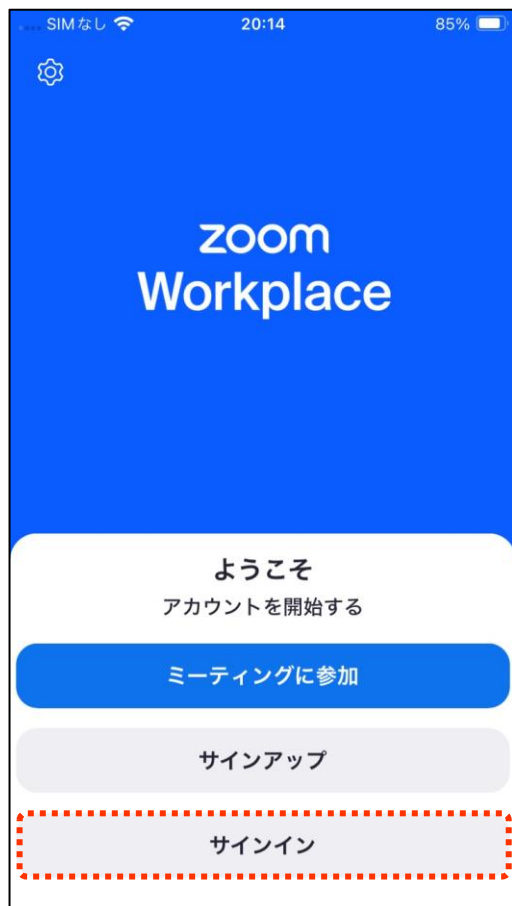 SIMなし 20:14 85%
zoom
Workplace
ようこそ
アカウントを開始する
ミーティングに参加
サインアップ
サインイン